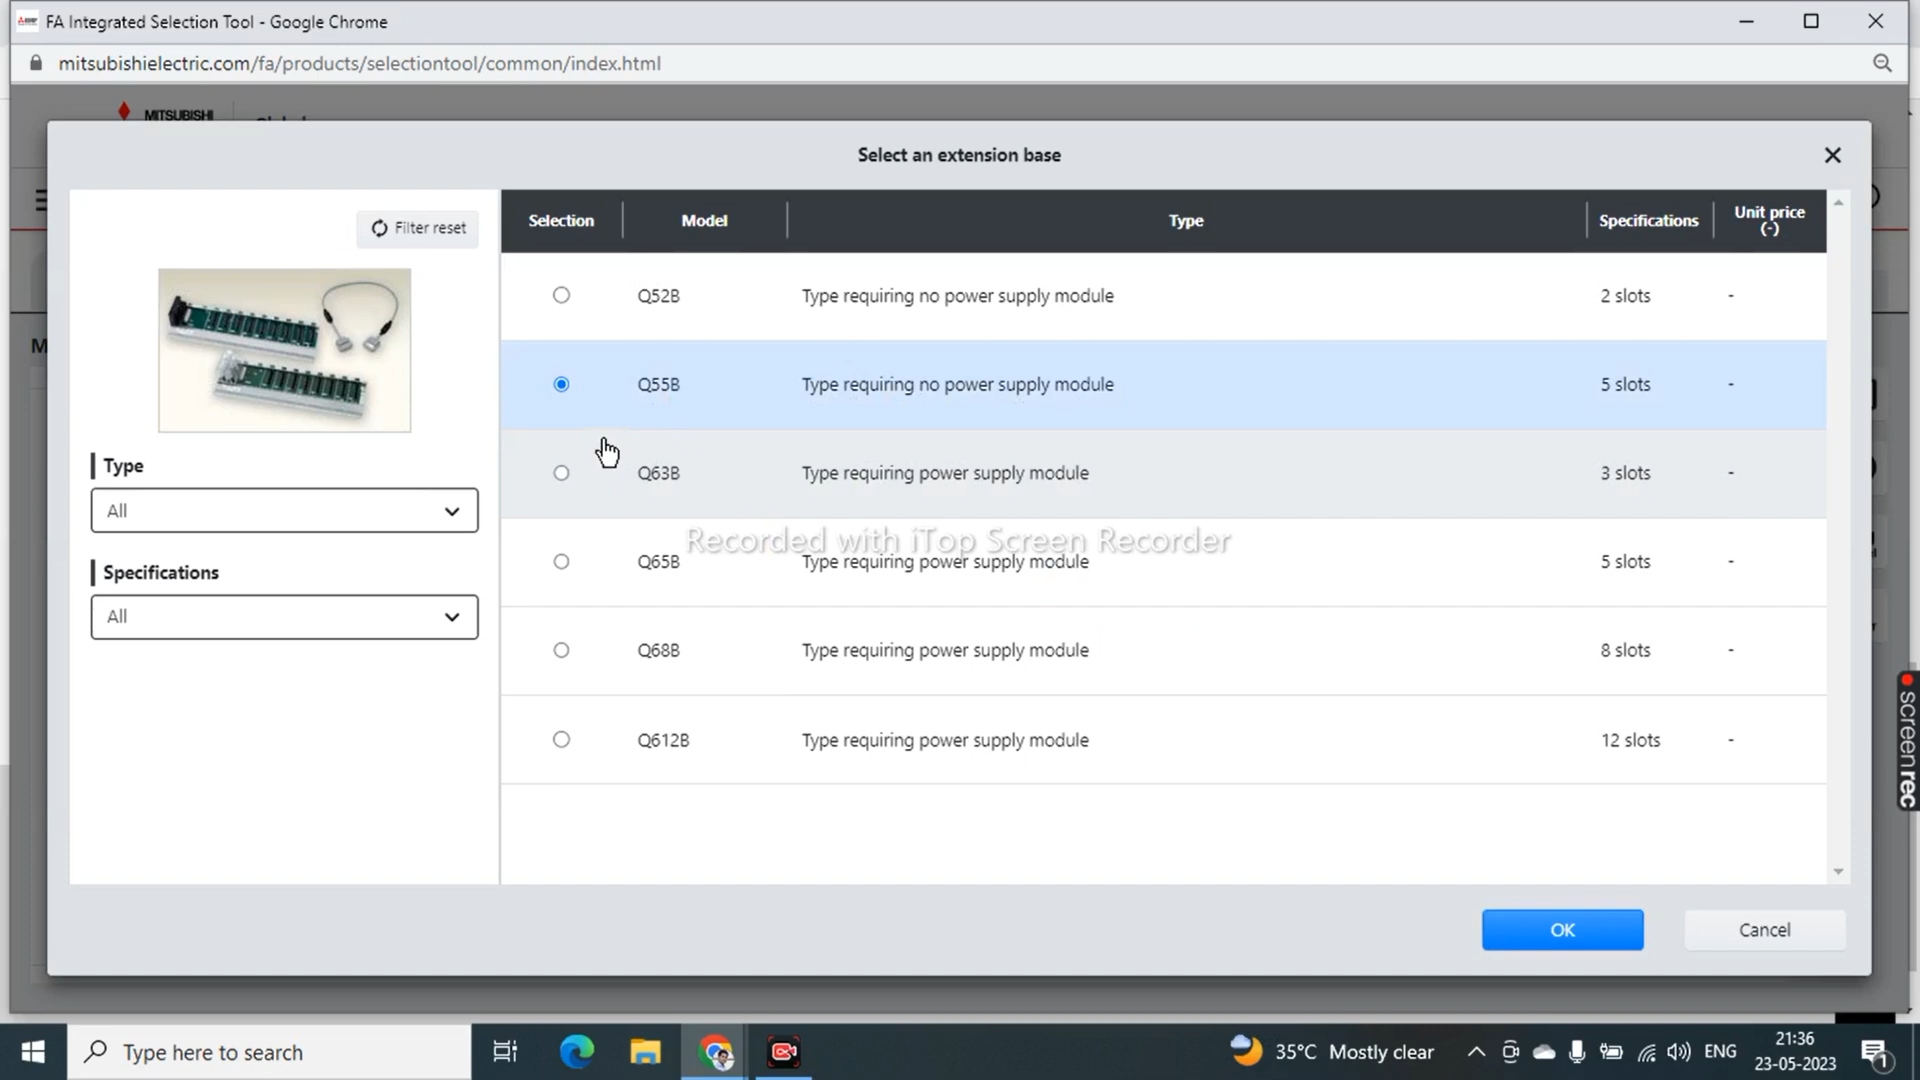 FA Integrated Selection Tool - Google Chrome
mitsubishielectric.com/fa/products/selectiontool/common/index.html
MITSUBISHI
Select an extension base
Filter reset
Selection Model Type Specifications Unit price (-)
Q52B Type requiring no power supply module 2 slots -
Q55B Type requiring no power supply module 5 slots -
Q63B Type requiring power supply module 3 slots -
Q65B Type requiring power supply module 5 slots -
Q68B Type requiring power supply module 8 slots -
Q612B Type requiring power supply module 12 slots -
Type
All
Specifications
All
Recorded with iTop Screen Recorder
OK Cancel
screenrec
Type here to search
35°C Mostly clear
ENG
21:36
23-05-2023
1